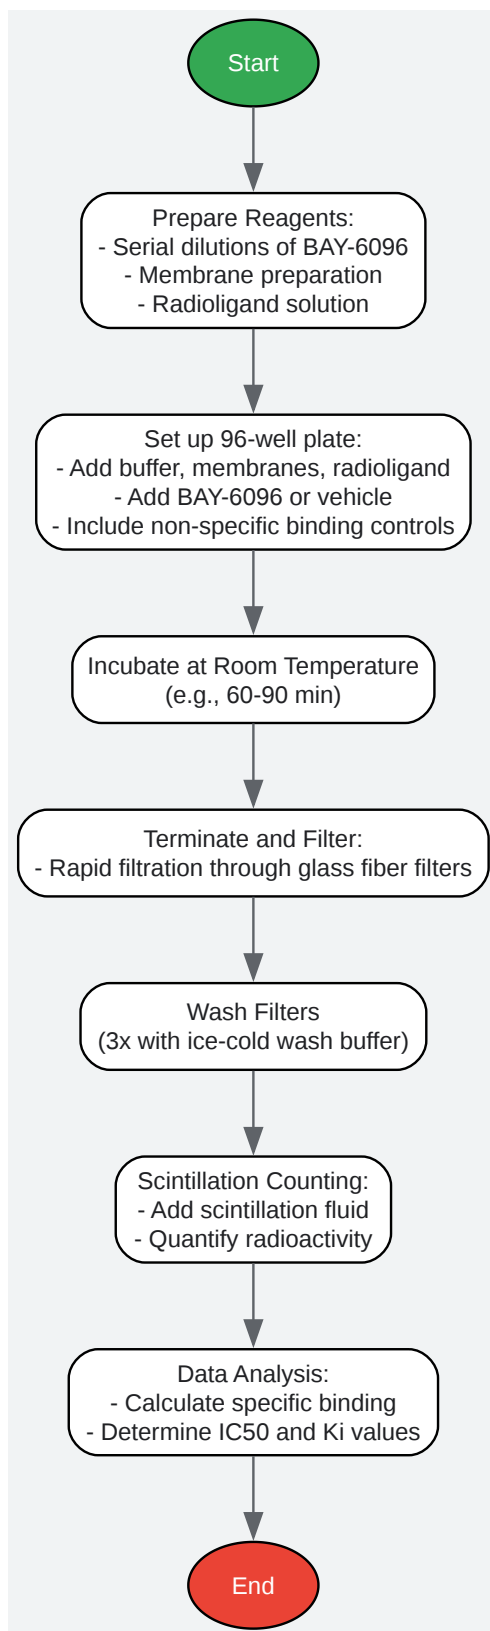 Start
Prepare Reagents:
- Serial dilutions of BAY-6096
- Membrane preparation
- Radioligand solution
Set up 96-well plate:
- Add buffer, membranes, radioligand
- Add BAY-6096 or vehicle
- Include non-specific binding controls
Incubate at Room Temperature
(e.g., 60-90 min)
Terminate and Filter:
- Rapid filtration through glass fiber filters
Wash Filters
(3x with ice-cold wash buffer)
Scintillation Counting:
- Add scintillation fluid
- Quantify radioactivity
Data Analysis:
- Calculate specific binding
- Determine IC50 and Ki values
End